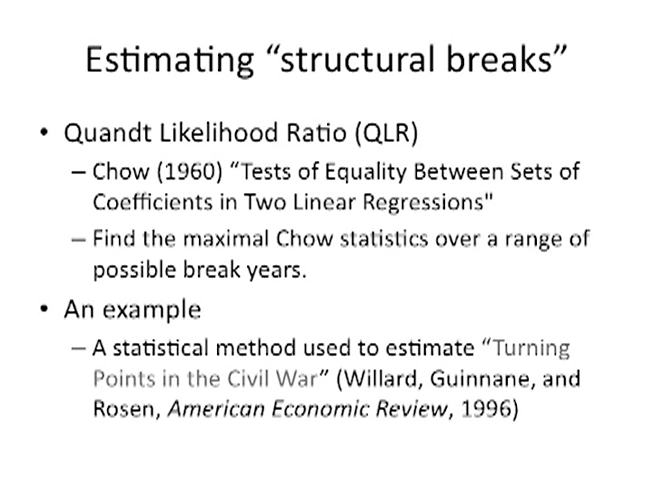 Estimating “structural breaks”
• Quandt Likelihood Ratio (QLR)
– Chow (1960) “Tests of Equality Between Sets of
Coefficients in Two Linear Regressions"
– Find the maximal Chow statistics over a range of
possible break years.
• An example
– A statistical method used to estimate “Turning
Points in the Civil War” (Willard, Guinnane, and
Rosen, American Economic Review, 1996)